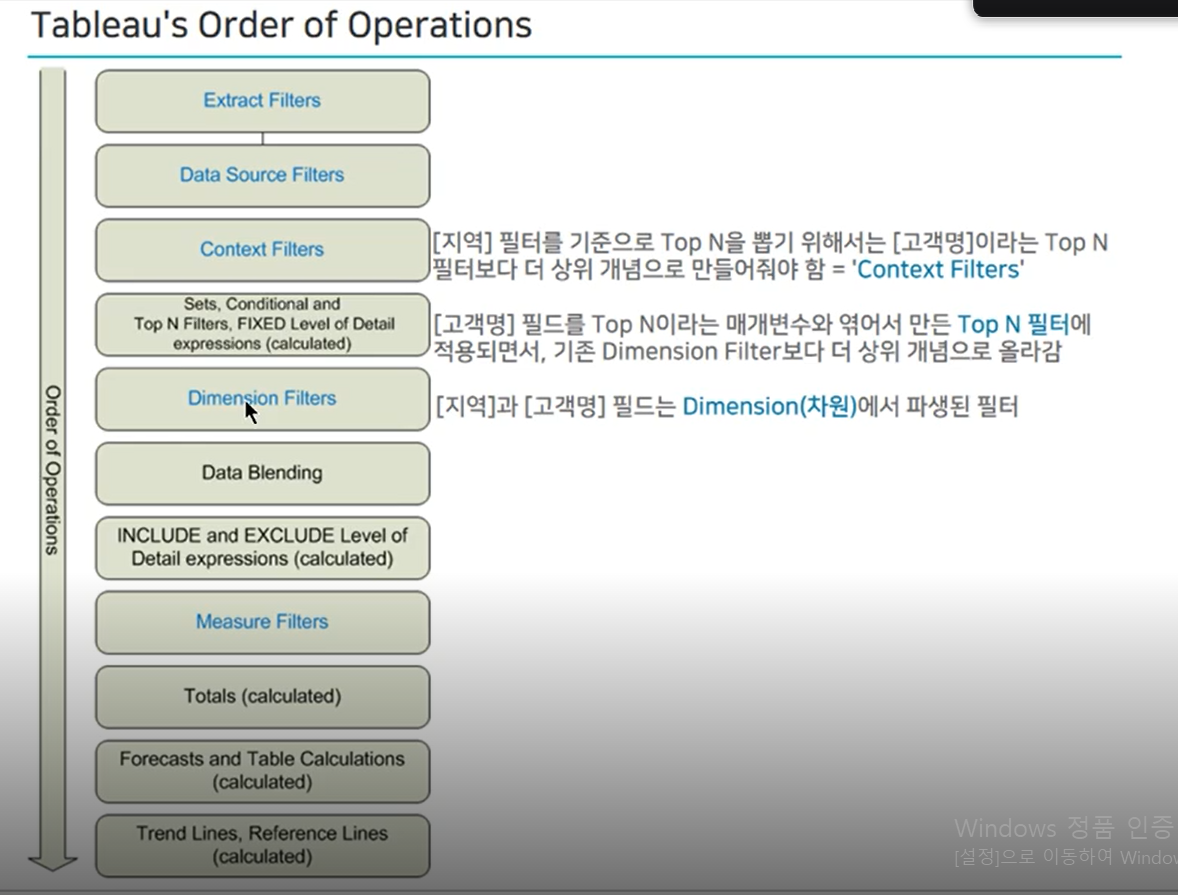 Tableau's Order of Operations
Order of Operations
Extract Filters
Data Source Filters
Context Filters
[지역] 필터를 기준으로 Top N을 뽑기 위해서는 [고객명]이라는 Top N
필터보다 더 상위 개념으로 만들어줘야 함 = 'Context Filters'
Sets, Conditional and
Top N Filters, FIXED Level of Detail
expressions (calculated)
[고객명] 필드를 Top N이라는 매개변수와 엮어서 만든 Top N 필터에
적용되면서, 기존 Dimension Filter보다 더 상위 개념으로 올라감
Dimension Filters
[지역]과 [고객명] 필드는 Dimension(차원)에서 파생된 필터
Data Blending
INCLUDE and EXCLUDE Level of
Detail expressions (calculated)
Measure Filters
Totals (calculated)
Forecasts and Table Calculations
(calculated)
Trend Lines, Reference Lines
(calculated)
Windows 정품 인증
[설정]으로 이동하여 Window